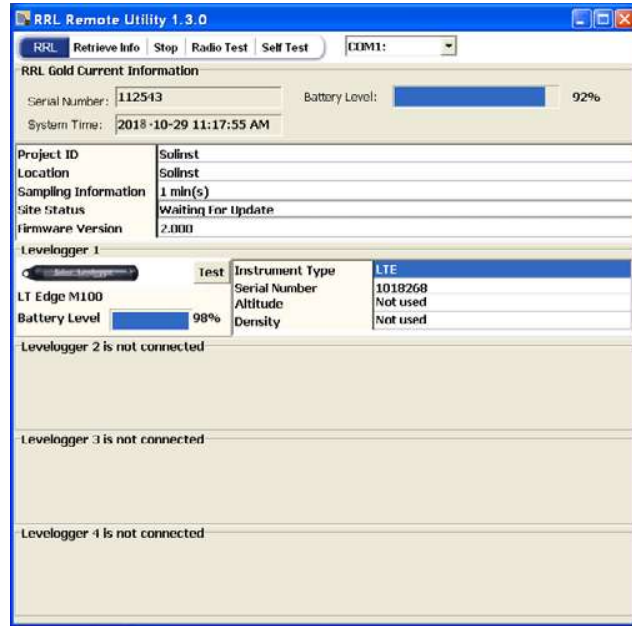 RRL Remote Utility 1.3.0
RRL Retrieve Info Stop Radio Test Self Test COM1:
RRL Gold Current Information
Serial Number: 112543 Battery Level: 92%
System Time: 2018-10-29 11:17:55 AM
Project ID Solinst
Location Solinst
Sampling Information 1 min(s)
Site Status Waiting For Update
Firmware Version 2.000
Levelogger 1
Test Instrument Type LTE
Serial Number 1018268
LT Edge M100 Altitude Not used
Battery Level 98% Density Not used
Levelogger 2 is not connected
Levelogger 3 is not connected
Levelogger 4 is not connected